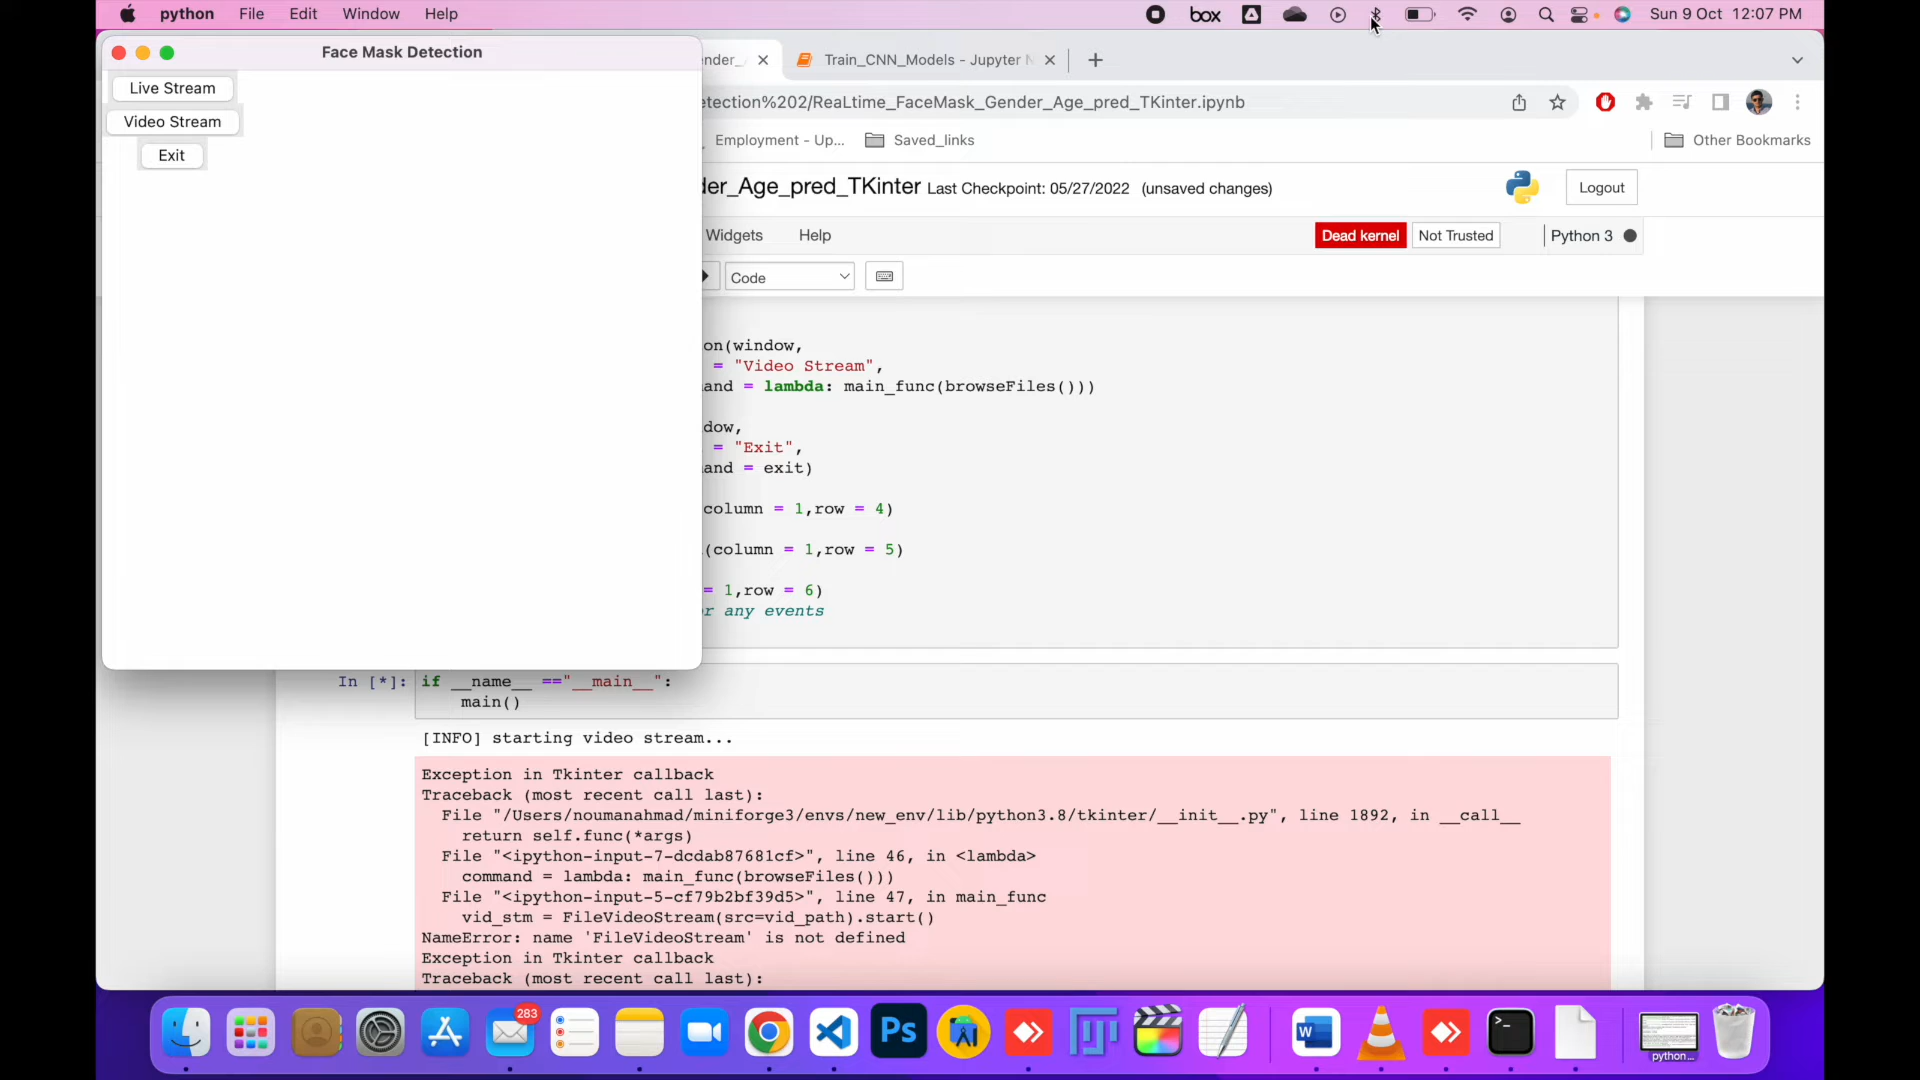 python File Edit Window Help box Sun 9 Oct 12:07 PM
Face Mask Detection
Live Stream
Video Stream
Exit
ender_ Train_CNN_Models - Jupyter N
etection%202/ReaLtime_FaceMask_Gender_Age_pred_TKinter.ipynb
Employment - Up... Saved_links Other Bookmarks
der_Age_pred_TKinter Last Checkpoint: 05/27/2022 (unsaved changes) Logout
Widgets Help Dead kernel Not Trusted Python 3
Code
on(window,
= "Video Stream",
and = lambda: main_func(browseFiles()))
dow,
= "Exit",
and = exit)
column = 1,row = 4)
(column = 1,row = 5)
= 1,row = 6)
or any events
In [*]: if __name__ =="__main__":
main()
[INFO] starting video stream...
Exception in Tkinter callback
Traceback (most recent call last):
File "/Users/noumanahmad/miniforge3/envs/new_env/lib/python3.8/tkinter/__init__.py", line 1892, in __call__
return self.func(*args)
File "<ipython-input-7-dcdab87681cf>", line 46, in <lambda>
command = lambda: main_func(browseFiles()))
File "<ipython-input-5-cf79b2bf39d5>", line 47, in main_func
vid_stm = FileVideoStream(src=vid_path).start()
NameError: name 'FileVideoStream' is not defined
Exception in Tkinter callback
Traceback (most recent call last):
283
Ps
W
python...